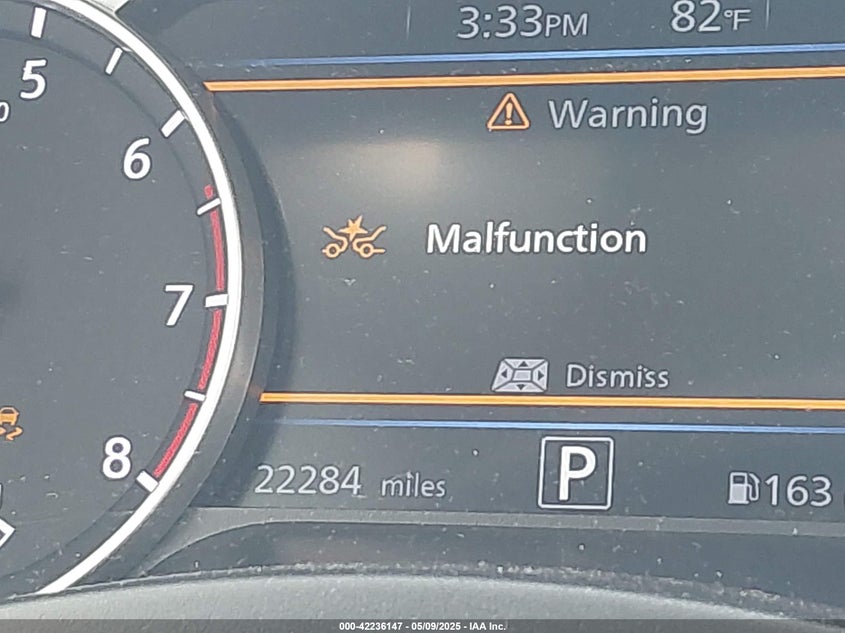 3:33PM 82°F
5
Warning
6
Malfunction
7
Dismiss
8
22284 miles P 163
000-42236147 - 05/09/2025 - IAA Inc.